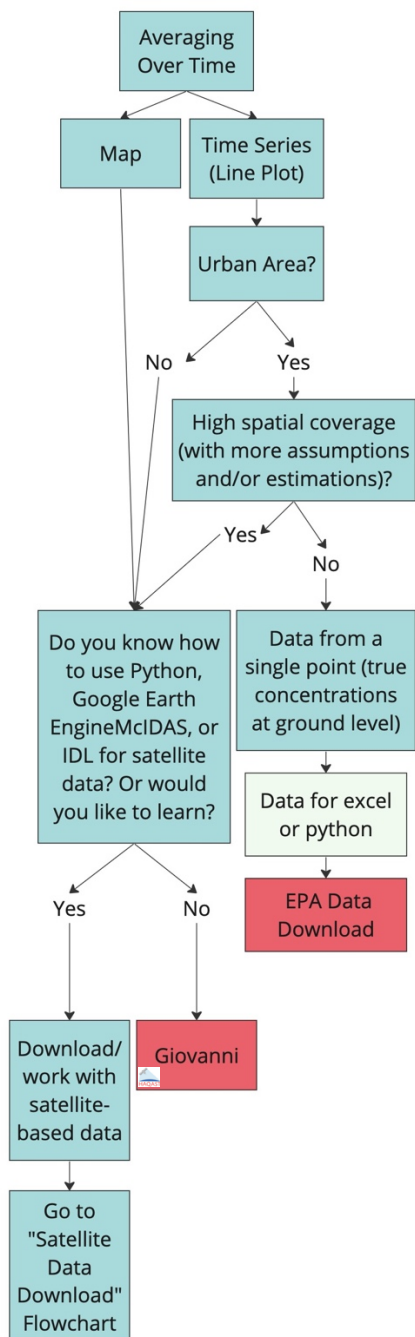 Averaging
Over Time
Map
Time Series
(Line Plot)
Urban Area?
No
Yes
High spatial coverage
(with more assumptions
and/or estimations)?
Yes
No
Do you know how
to use Python,
Google Earth
EngineMcIDAS, or
IDL for satellite
data? Or would
you like to learn?
Data from a
single point (true
concentrations
at ground level)
Data for excel
or python
EPA Data
Download
Yes
No
Download/
work with
satellite-
based data
Giovanni
Go to
"Satellite
Data
Download"
Flowchart